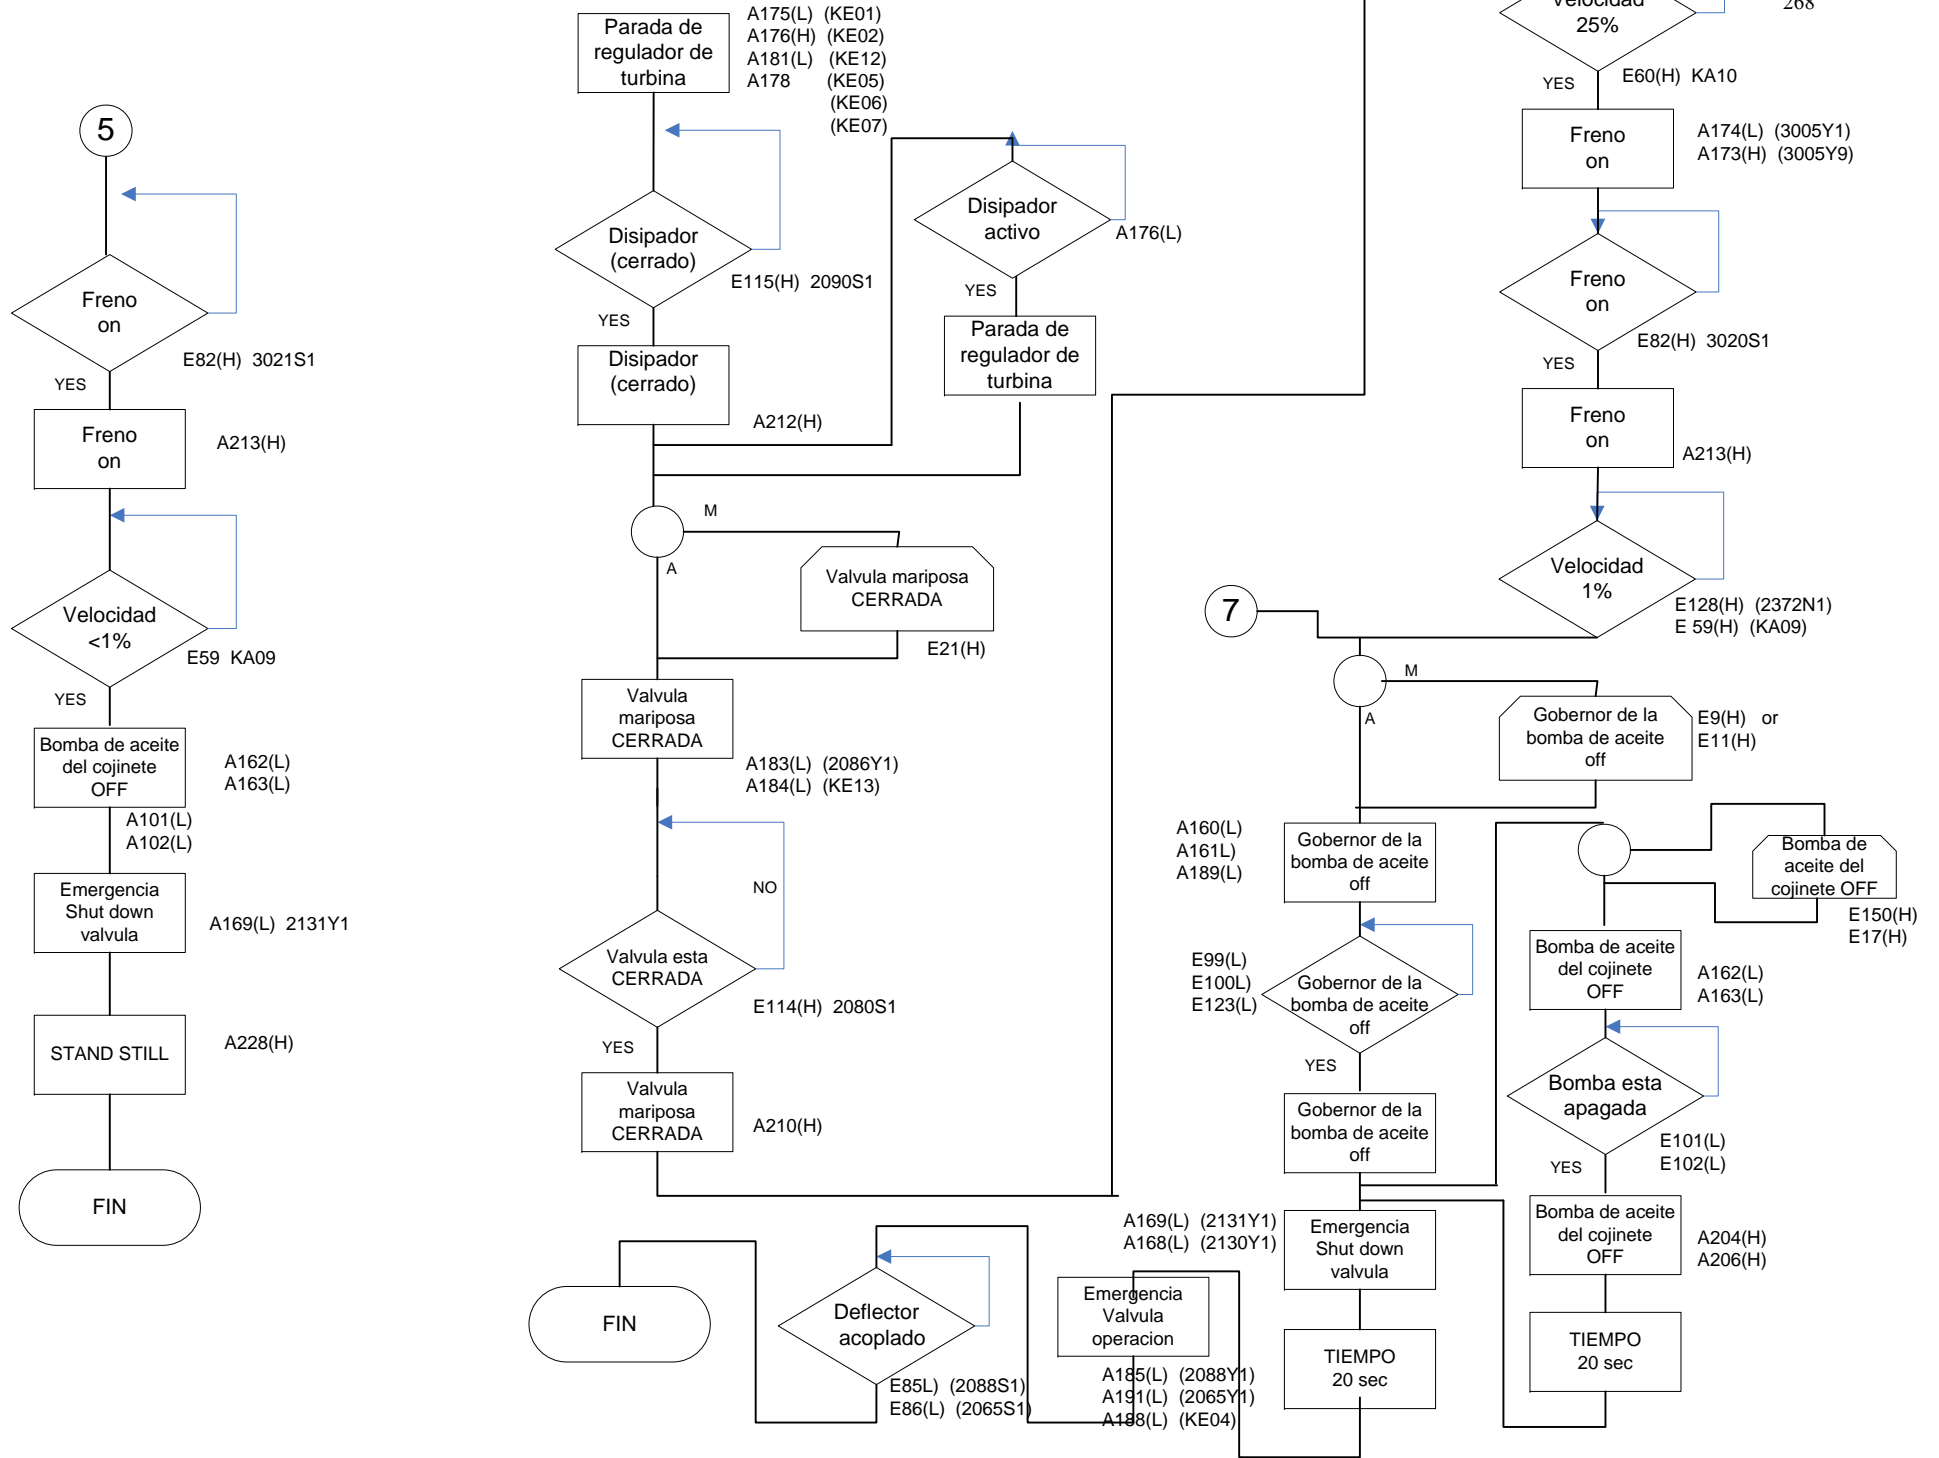 5
Freno
on
E82(H) 3021S1
YES
Freno
on
A213(H)
Velocidad
<1%
E59 KA09
YES
Bomba de aceite
del cojinete
OFF
A162(L)
A163(L)
A101(L)
A102(L)
Emergencia
Shut down
valvula
A169(L) 2131Y1
STAND STILL
A228(H)
FIN
Parada de
regulador de
turbina
A175(L) (KE01)
A176(H) (KE02)
A181(L) (KE12)
A178 (KE05)
(KE06)
(KE07)
Disipador
(cerrado)
E115(H) 2090S1
YES
Disipador
(cerrado)
A212(H)
Disipador
activo
A176(L)
YES
Parada de
regulador de
turbina
M
A
Valvula mariposa
CERRADA
E21(H)
Valvula
mariposa
CERRADA
A183(L) (2086Y1)
A184(L) (KE13)
NO
Valvula esta
CERRADA
E114(H) 2080S1
YES
Valvula
mariposa
CERRADA
A210(H)
Velocidad
25%
268
E60(H) KA10
YES
Freno
on
A174(L) (3005Y1)
A173(H) (3005Y9)
Freno
on
E82(H) 3020S1
YES
Freno
on
A213(H)
Velocidad
1%
E128(H) (2372N1)
E 59(H) (KA09)
7
M
A
Gobernor de la
bomba de aceite
off
E9(H) or
E11(H)
A160(L)
A161L)
A189(L)
Gobernor de la
bomba de aceite
off
E99(L)
E100L)
E123(L)
Gobernor de la
bomba de aceite
off
YES
Gobernor de la
bomba de aceite
off
Bomba de
aceite del
cojinete OFF
E150(H)
E17(H)
Bomba de aceite
del cojinete
OFF
A162(L)
A163(L)
Bomba esta
apagada
E101(L)
E102(L)
YES
Bomba de aceite
del cojinete
OFF
A204(H)
A206(H)
TIEMPO
20 sec
A169(L) (2131Y1)
A168(L) (2130Y1)
Emergencia
Shut down
valvula
TIEMPO
20 sec
Emergencia
Valvula
operacion
A185(L) (2088Y1)
A191(L) (2065Y1)
A188(L) (KE04)
Deflector
acoplado
E85L) (2088S1)
E86(L) (2065S1)
FIN